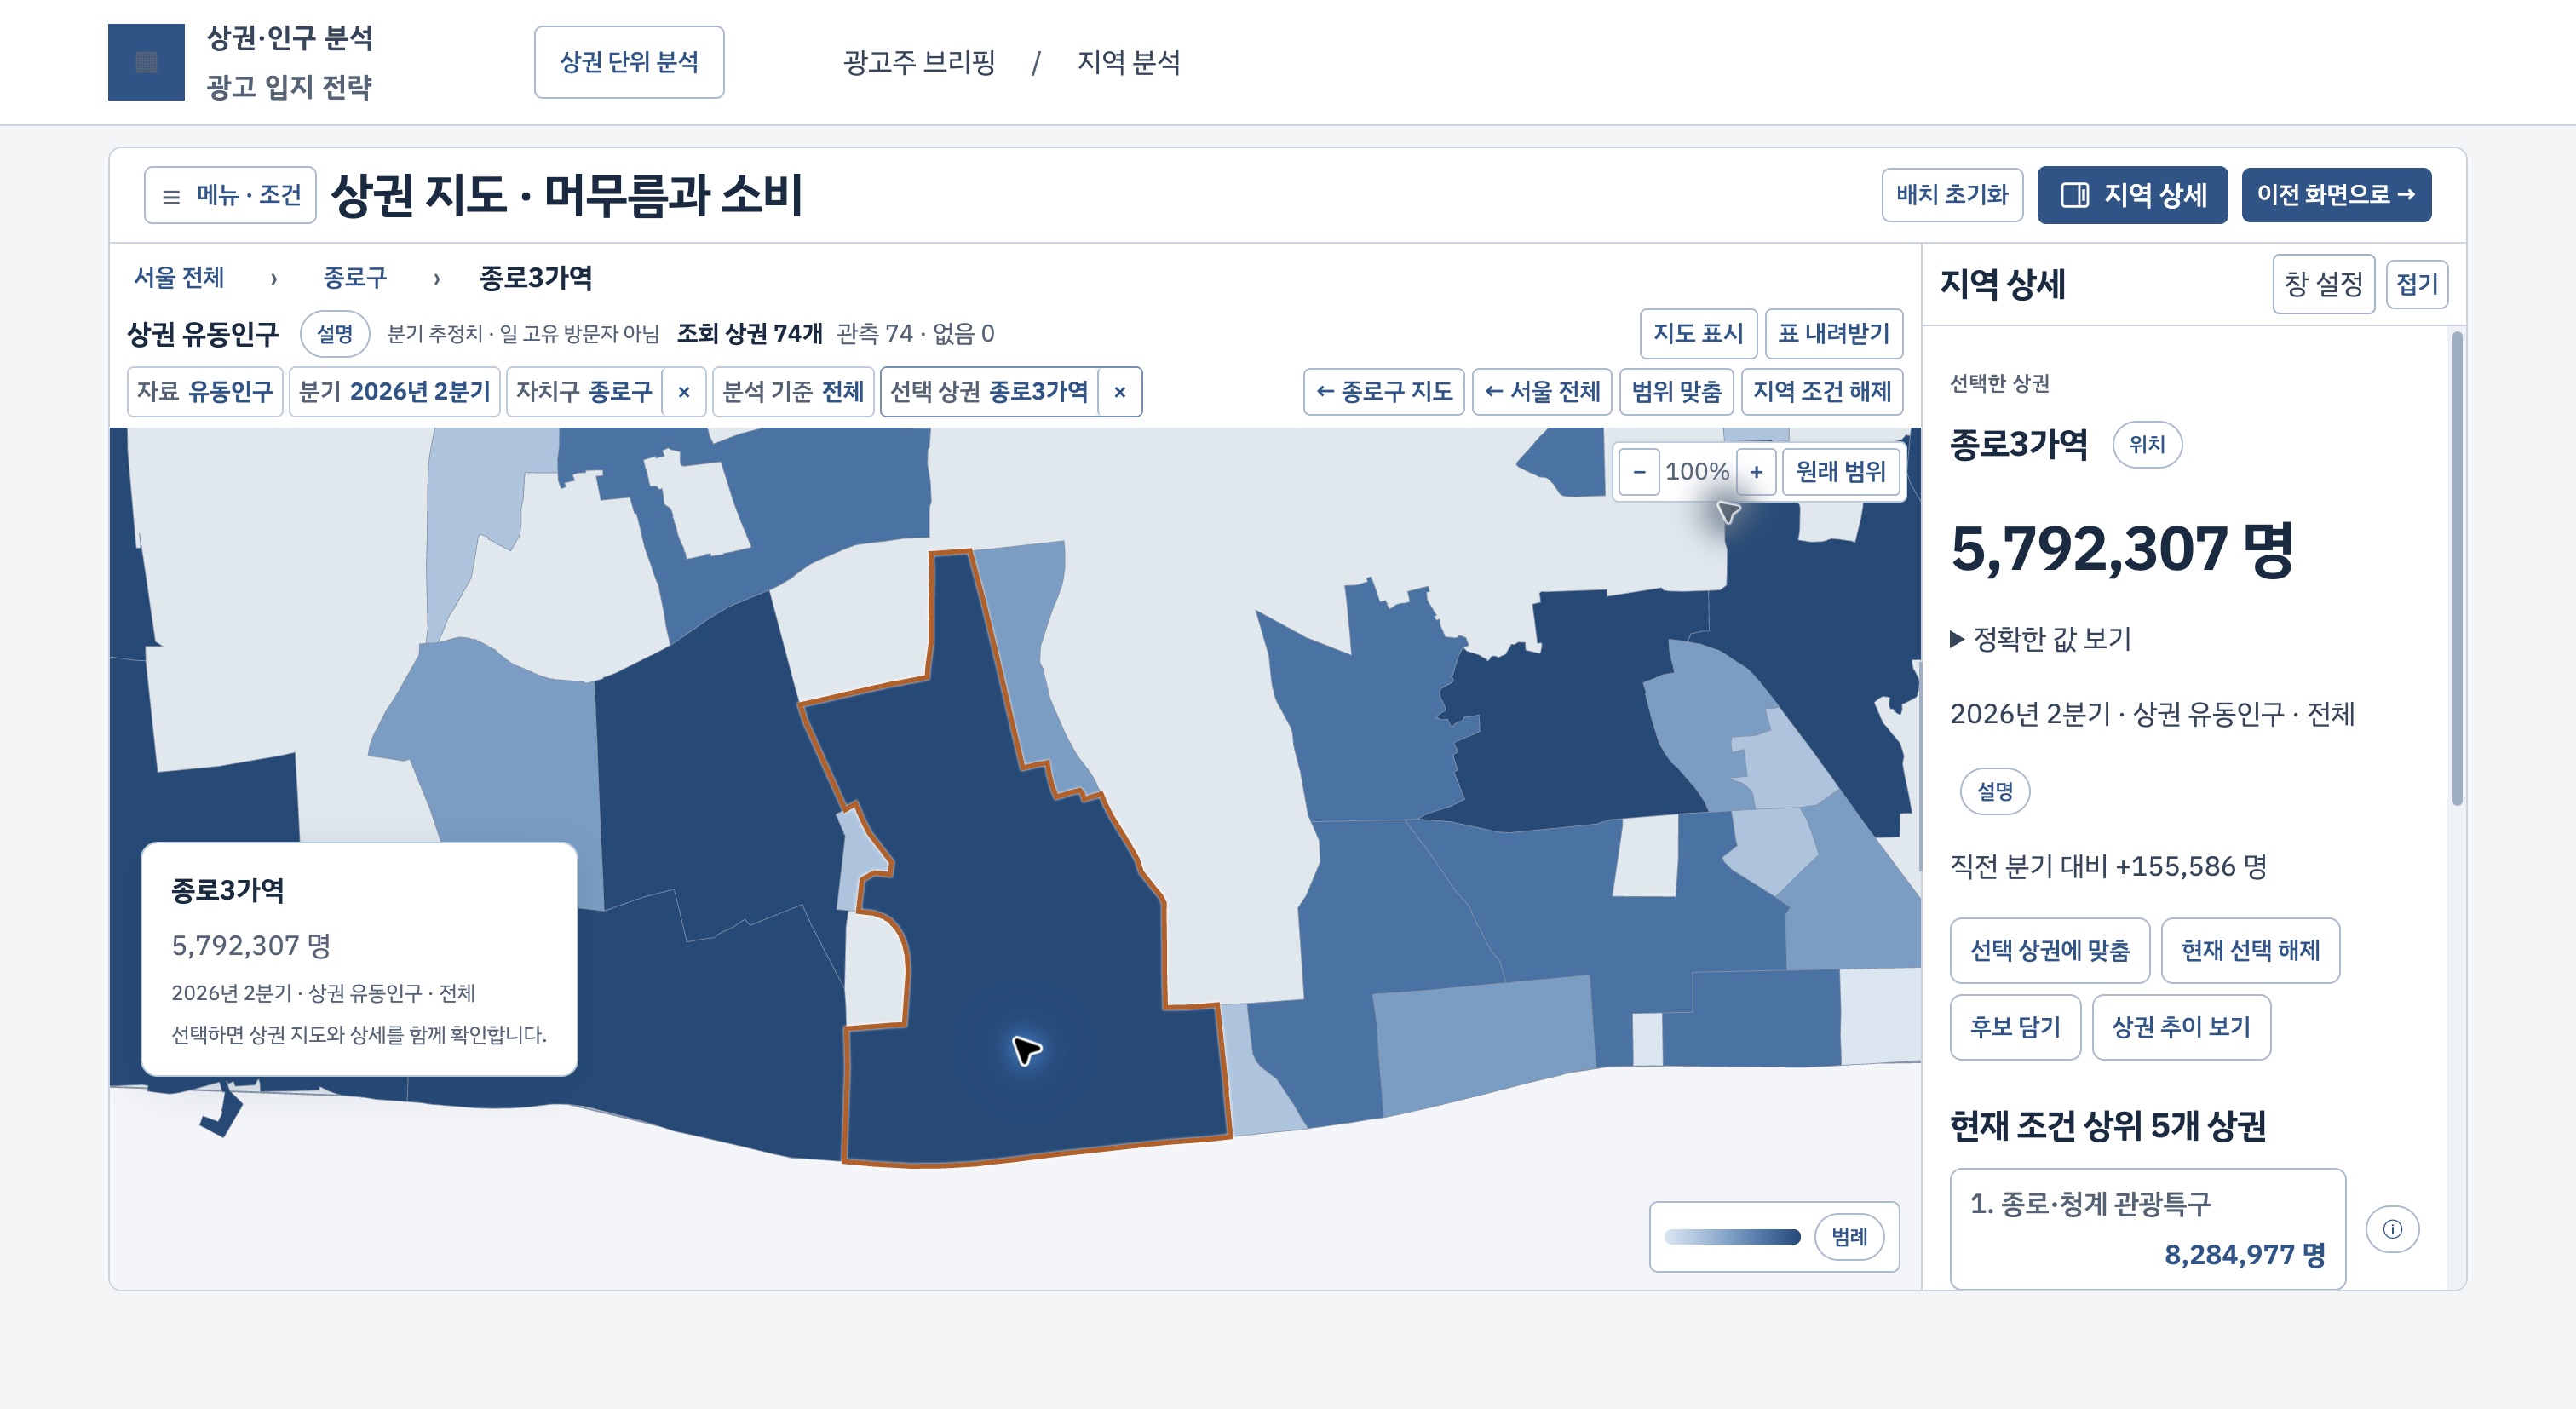 상권·인구 분석
광고 입지 전략
상권 단위 분석
광고주 브리핑 / 지역 분석
≡ 메뉴 · 조건
상권 지도 · 머무름과 소비
배치 초기화
지역 상세
이전 화면으로 →
서울 전체 › 종로구 › 종로3가역
상권 유동인구 설명 분기 추정치 · 일 고유 방문자 아님 조회 상권 74개 관측 74 · 없음 0
지도 표시 표 내려받기
자료 유동인구 분기 2026년 2분기 자치구 종로구 × 분석 기준 전체 선택 상권 종로3가역 ×
← 종로구 지도 ← 서울 전체 범위 맞춤 지역 조건 해제
− 100% + 원래 범위
종로3가역
5,792,307 명
2026년 2분기 · 상권 유동인구 · 전체
선택하면 상권 지도와 상세를 함께 확인합니다.
범례
지역 상세 창 설정 접기
선택한 상권
종로3가역 위치
5,792,307 명
▶ 정확한 값 보기
2026년 2분기 · 상권 유동인구 · 전체
설명
직전 분기 대비 +155,586 명
선택 상권에 맞춤 현재 선택 해제
후보 담기 상권 추이 보기
현재 조건 상위 5개 상권
1. 종로·청계 관광특구
8,284,977 명
ⓘ